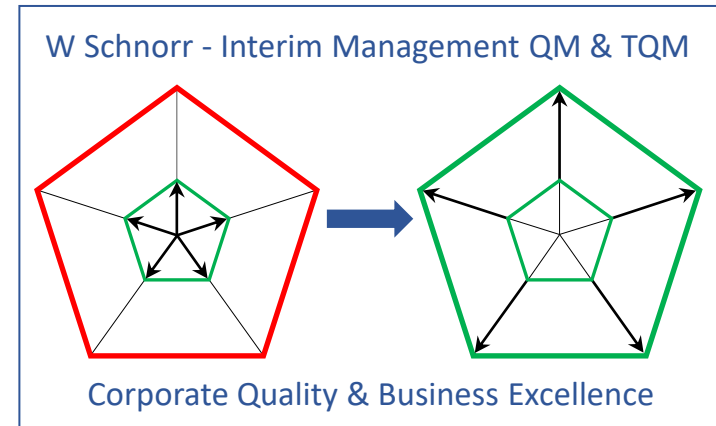 W Schnorr - Interim Management QM & TQM
Corporate Quality & Business Excellence